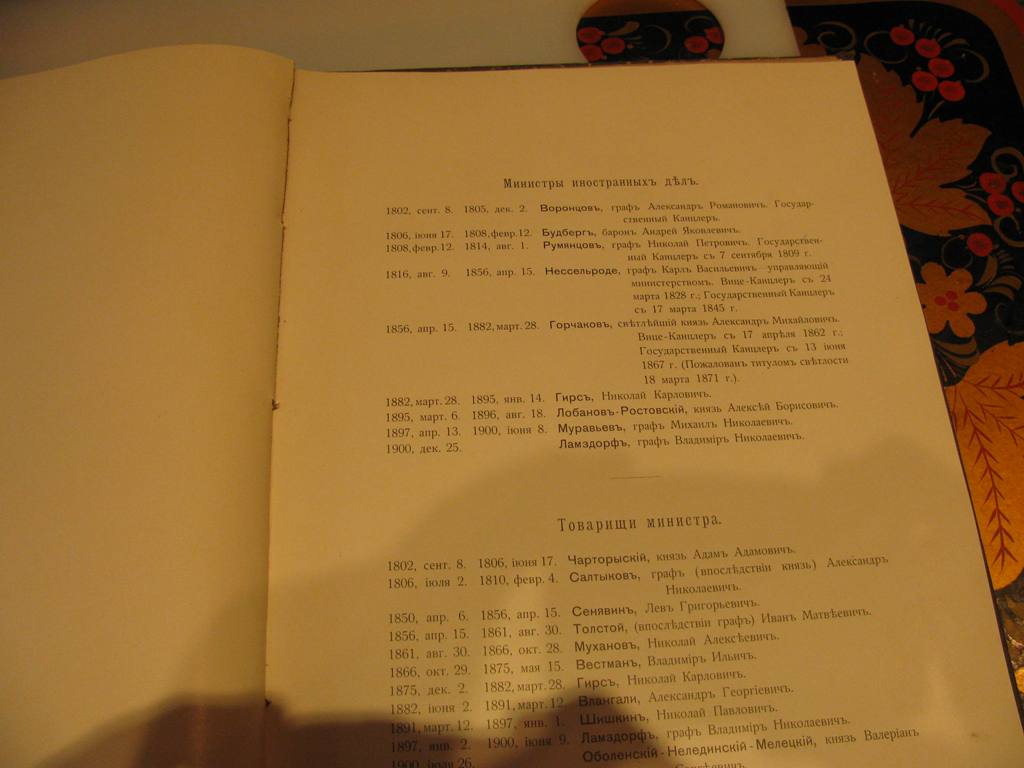 Министры иностранныхъ дѣлъ.
1802, сент. 8. 1805, дек. 2. Воронцовъ, графъ Александръ Романовичъ. Государ-
ственный Канцлеръ.
1806, іюня 17. 1808, февр. 12. Будбергъ, баронъ Андрей Яковлевичъ.
1808, февр. 12. 1814, авг. 1. Румянцовъ, графъ Николай Петровичъ. Государствен-
ный Канцлеръ съ 7 сентября 1809 г.
1816, авг. 9. 1856, апр. 15. Нессельроде, графъ Карлъ Васильевичъ управляющій
министерствомъ. Вице-Канцлеръ съ 24
марта 1828 г.; Государственный Канцлеръ
съ 17 марта 1845 г.
1856, апр. 15. 1882, март. 28. Горчаковъ, свѣтлѣйшій князь Александръ Михайловичъ.
Вице-Канцлеръ съ 17 апрѣля 1862 г.;
Государственный Канцлеръ съ 13 іюня
1867 г. (Пожалованъ титуломъ свѣтлости
18 марта 1871 г.).
1882, март. 28. 1895, янв. 14. Гирсъ, Николай Карловичъ.
1895, март. 6. 1896, авг. 18. Лобановъ-Ростовскій, князь Алексѣй Борисовичъ.
1897, апр. 13. 1900, іюня 8. Муравьевъ, графъ Михаилъ Николаевичъ.
1900, дек. 25. Ламздорфъ, графъ Владиміръ Николаевичъ.
Товарищи министра.
1802, сент. 8. 1806, іюня 17. Чарторыскій, князь Адамъ Адамовичъ.
1806, іюля 2. 1810, февр. 4. Салтыковъ, графъ (впослѣдствіи князь) Александръ
Николаевичъ.
1850, апр. 6. 1856, апр. 15. Сенявинъ, Левъ Григорьевичъ.
1856, апр. 15. 1861, авг. 30. Толстой, (впослѣдствіи графъ) Иванъ Матвѣевичъ.
1861, авг. 30. 1866, окт. 28. Мухановъ, Николай Алексѣевичъ.
1866, окт. 29. 1875, мая 15. Вестманъ, Владиміръ Ильичъ.
1875, дек. 2. 1882, март. 28. Гирсъ, Николай Карловичъ.
1882, іюня 2. 1891, март. 12. Влангали, Александръ Георгіевичъ.
1891, март. 12. 1897, янв. 1. Шишкинъ, Николай Павловичъ.
1897, янв. 2. 1900, іюня 9. Ламздорфъ, графъ Владиміръ Николаевичъ.
1900, іюля 26. Оболенскій-Нелединскій-Мелецкій, князь Валеріанъ